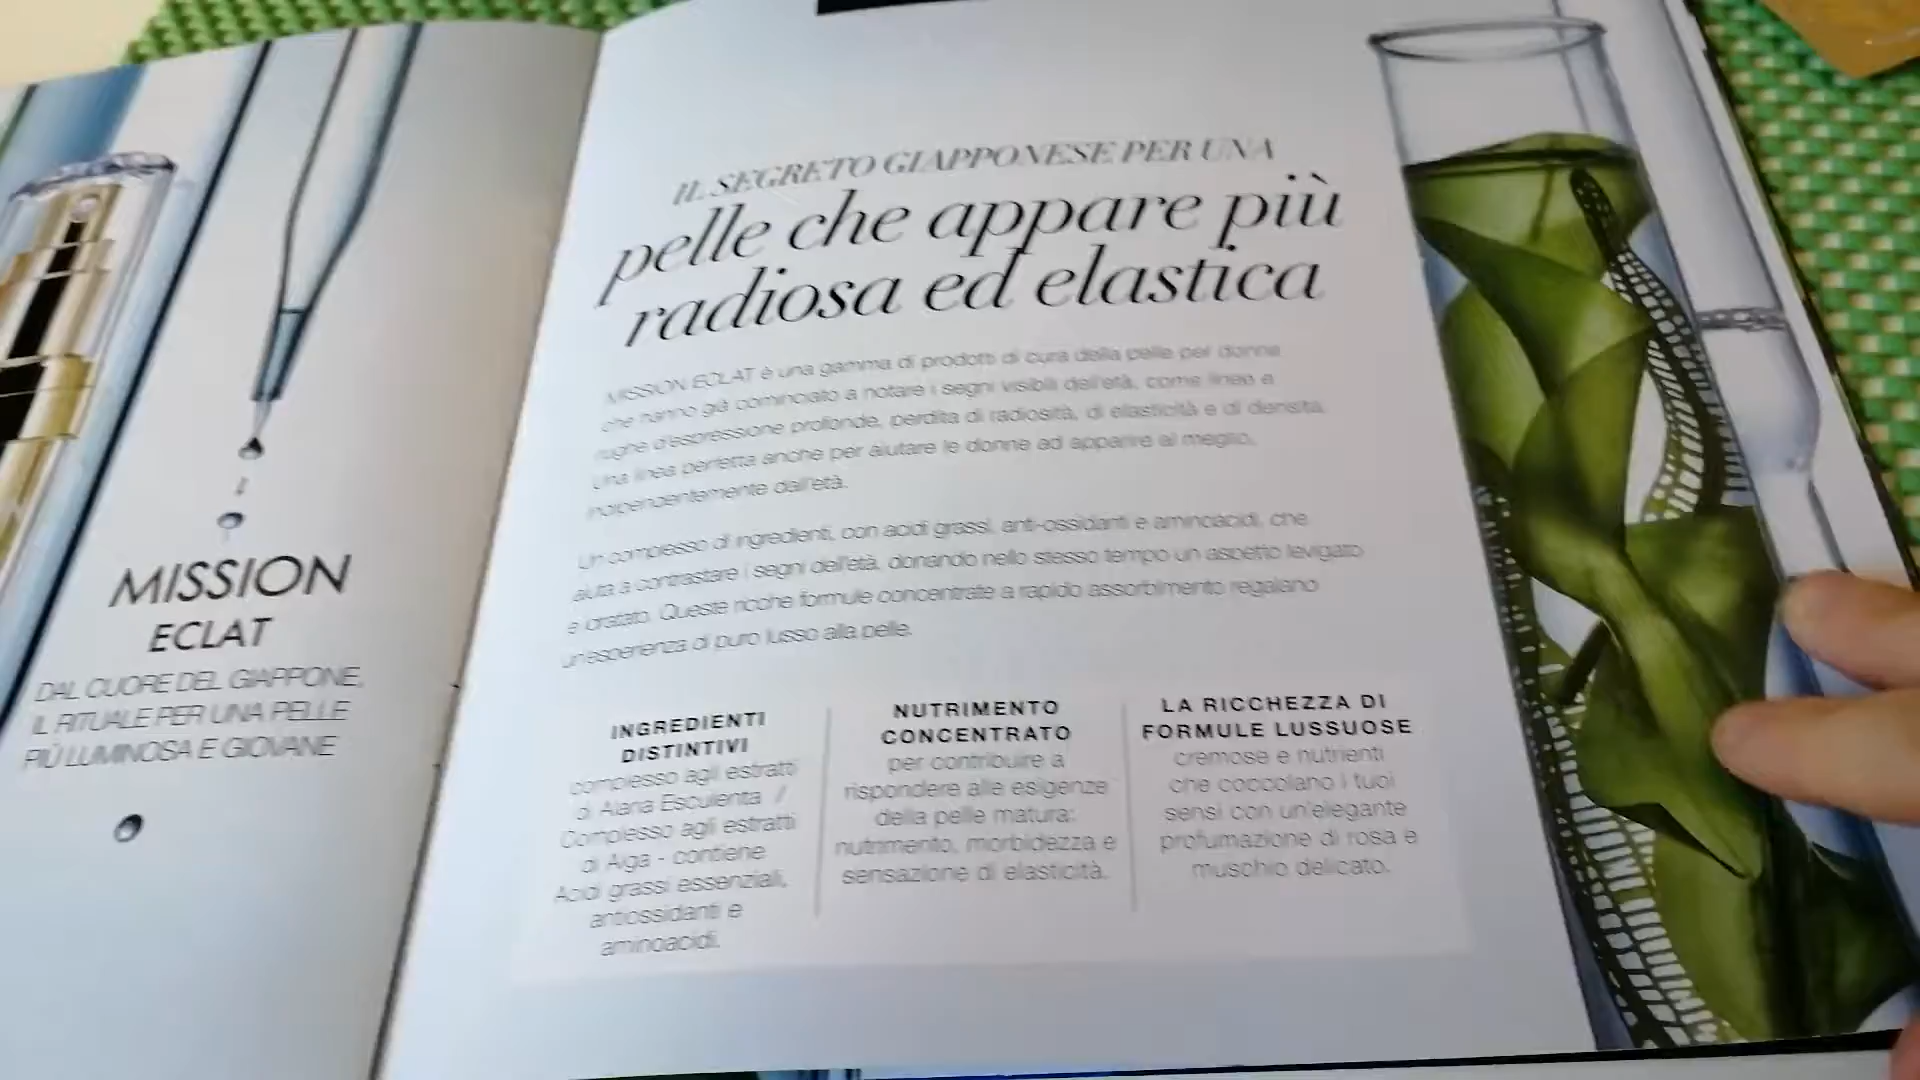 MISSION
ECLAT
DAL CUORE DEL GIAPPONE,
IL RITUALE PER UNA PELLE
PIÙ LUMINOSA E GIOVANE
IL SEGRETO GIAPPONESE PER UNA
pelle che appare più
radiosa ed elastica
MISSION ECLAT è una gamma di prodotti di cura della pelle per donne
che hanno già cominciato a notare i segni visibili dell'età, come linee e
rughe d'espressione profonde, perdita di radiosità, di elasticità e di densità.
Una linea perfetta anche per aiutare le donne ad apparire al meglio,
indipendentemente dall'età.
Un complesso di ingredienti, con acidi grassi, anti-ossidanti e aminoacidi, che
aiuta a contrastare i segni dell'età, donando nello stesso tempo un aspetto levigato
e idratato. Queste ricche formule concentrate a rapido assorbimento regalano
un'esperienza di puro lusso alla pelle.
INGREDIENTI
DISTINTIVI
complesso agli estratti
di Alaria Esculenta /
Complesso agli estratti
di Alga - contiene
Acidi grassi essenziali,
antiossidanti e
aminoacidi.
NUTRIMENTO
CONCENTRATO
per contribuire a
rispondere alle esigenze
della pelle matura:
nutrimento, morbidezza e
sensazione di elasticità.
LA RICCHEZZA DI
FORMULE LUSSUOSE
cremose e nutrienti
che coccolano i tuoi
sensi con un'elegante
profumazione di rosa e
muschio delicato.